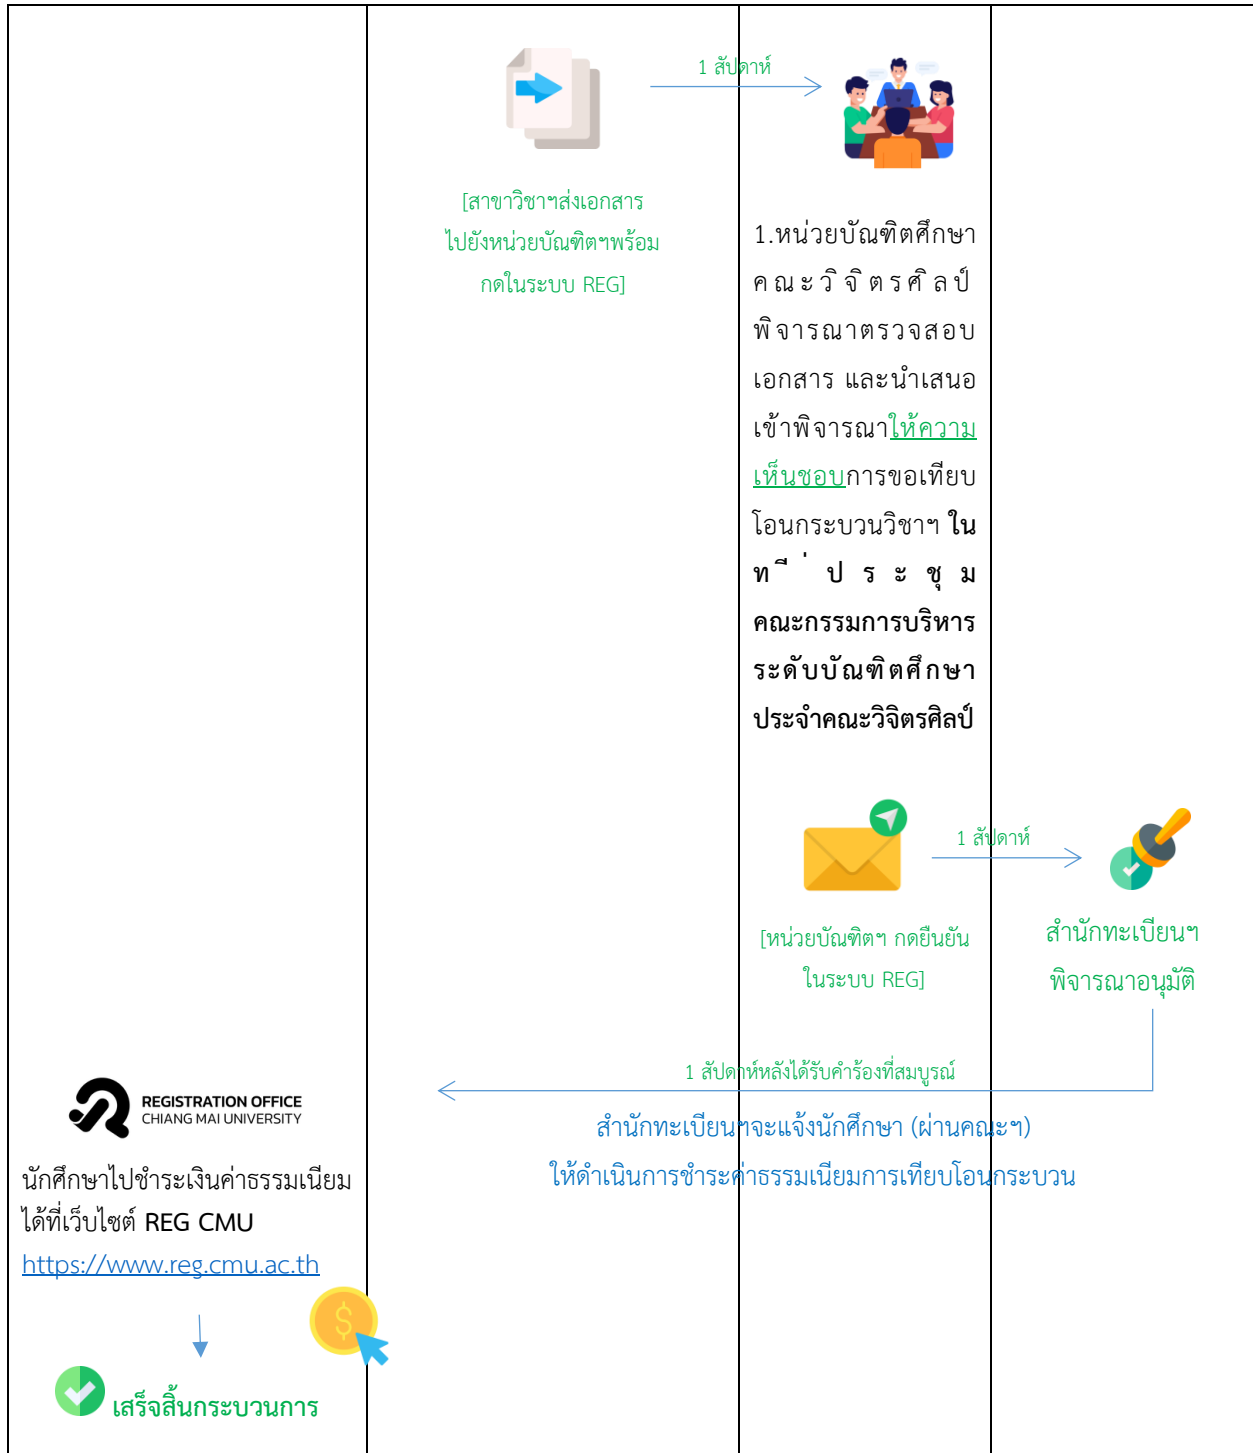 1 สัปดาห์
[สาขาวิชาฯส่งเอกสาร
ไปยังหน่วยบัณฑิตฯพร้อม
กดในระบบ REG]
1.หน่วยบัณฑิตศึกษา
คณะวิจิตรศิลป์
พิจารณาตรวจสอบ
เอกสาร และนำเสนอ
เข้าพิจารณาให้ความ
เห็นชอบการขอเทียบ
โอนกระบวนวิชาฯ ใน
ที่ประชุม
คณะกรรมการบริหาร
ระดับบัณฑิตศึกษา
ประจำคณะวิจิตรศิลป์
1 สัปดาห์
[หน่วยบัณฑิตฯ กดยืนยัน
ในระบบ REG]
สำนักทะเบียนฯ
พิจารณาอนุมัติ
1 สัปดาห์หลังได้รับคำร้องที่สมบูรณ์
สำนักทะเบียนฯจะแจ้งนักศึกษา (ผ่านคณะฯ)
ให้ดำเนินการชำระค่าธรรมเนียมการเทียบโอนกระบวน
REGISTRATION OFFICE
CHIANG MAI UNIVERSITY
นักศึกษาไปชำระเงินค่าธรรมเนียม
ได้ที่เว็บไซต์ REG CMU
https://www.reg.cmu.ac.th
$
เสร็จสิ้นกระบวนการ